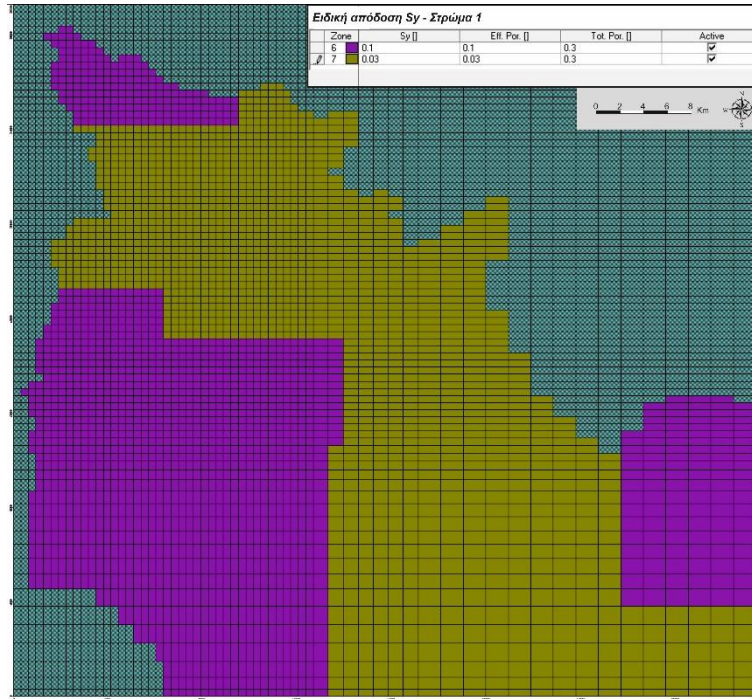 Ειδική απόδοση Sy - Στρώμα 1
Zone Sy [] Eff. Por. [] Tot. Por. [] Active
6 0.1 0.1 0.3
7 0.03 0.03 0.3
0 2 4 6 8 Km
N
W
S